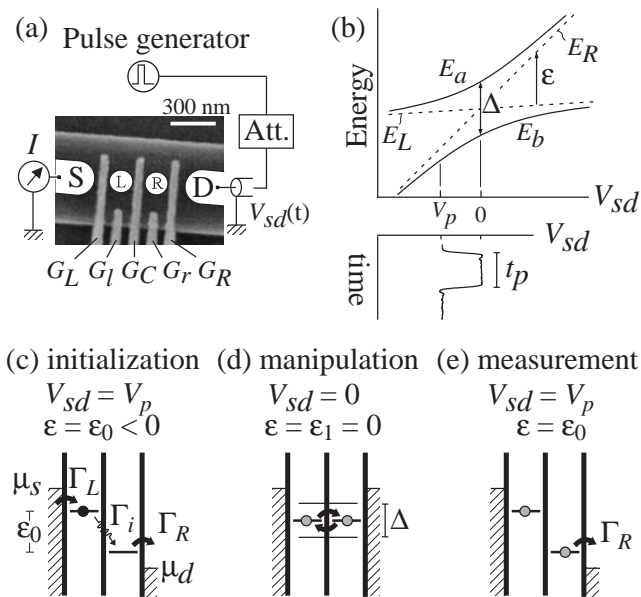 (a)
Pulse generator
300 nm
Att.
I
S
L
R
D
V_sd(t)
G_L G_l G_C G_r G_R
(b)
Energy
E_a
E_R
ε
Δ
E_L
E_b
V_p
0
V_sd
V_sd
time
t_p
(c) initialization
V_sd = V_p
ε = ε_0 < 0
μ_s
Γ_L
ε_0
Γ_i
Γ_R
μ_d
(d) manipulation
V_sd = 0
ε = ε_1 = 0
Δ
(e) measurement
V_sd = V_p
ε = ε_0
Γ_R